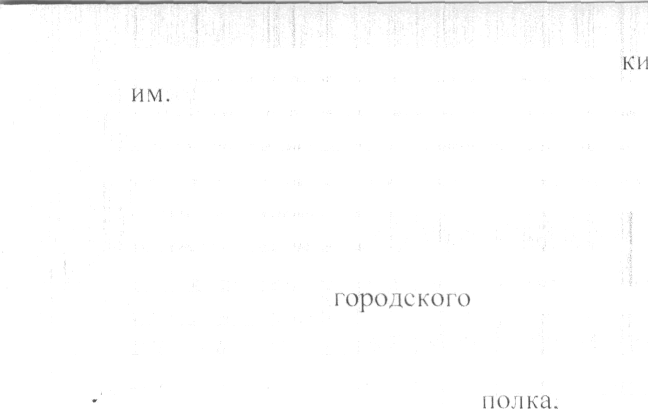 ки
им.
городского
полка.